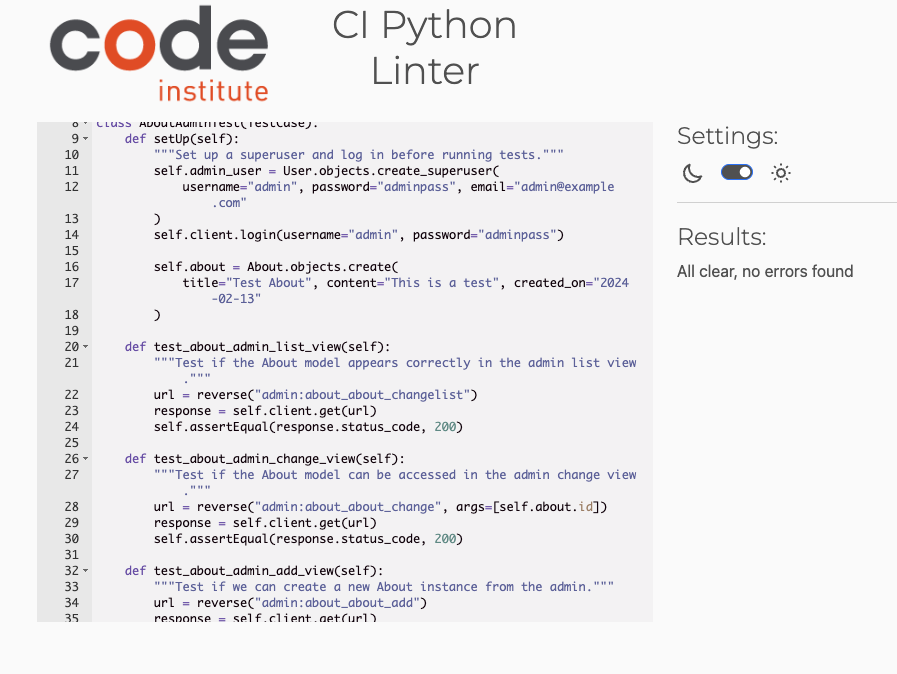 code
institute
CI Python
Linter
8 class AboutAdminTest(TestCase):
9 def setUp(self):
10 """Set up a superuser and log in before running tests."""
11 self.admin_user = User.objects.create_superuser(
12 username="admin", password="adminpass", email="admin@example
.com"
13 )
14 self.client.login(username="admin", password="adminpass")
15
16 self.about = About.objects.create(
17 title="Test About", content="This is a test", created_on="2024
-02-13"
18 )
19
20 def test_about_admin_list_view(self):
21 """Test if the About model appears correctly in the admin list view
."""
22 url = reverse("admin:about_about_changelist")
23 response = self.client.get(url)
24 self.assertEqual(response.status_code, 200)
25
26 def test_about_admin_change_view(self):
27 """Test if the About model can be accessed in the admin change view
."""
28 url = reverse("admin:about_about_change", args=[self.about.id])
29 response = self.client.get(url)
30 self.assertEqual(response.status_code, 200)
31
32 def test_about_admin_add_view(self):
33 """Test if we can create a new About instance from the admin."""
34 url = reverse("admin:about_about_add")
35 response = self.client.get(url)
Settings:
Results:
All clear, no errors found